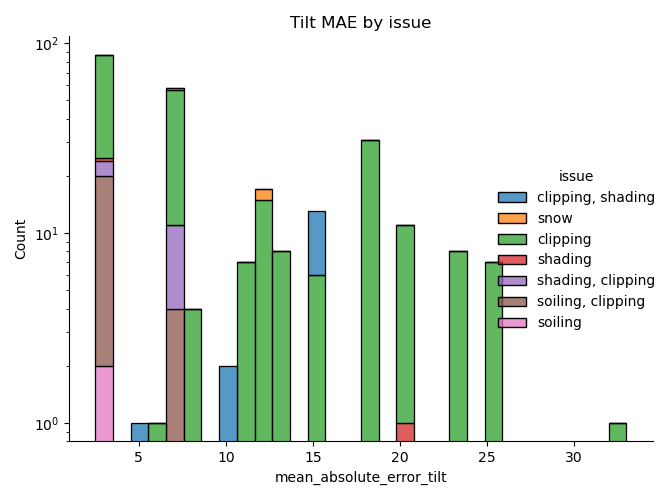 Tilt MAE by issue
10²
10¹
10⁰
Count
5 10 15 20 25 30
mean_absolute_error_tilt
issue
clipping, shading
snow
clipping
shading
shading, clipping
soiling, clipping
soiling